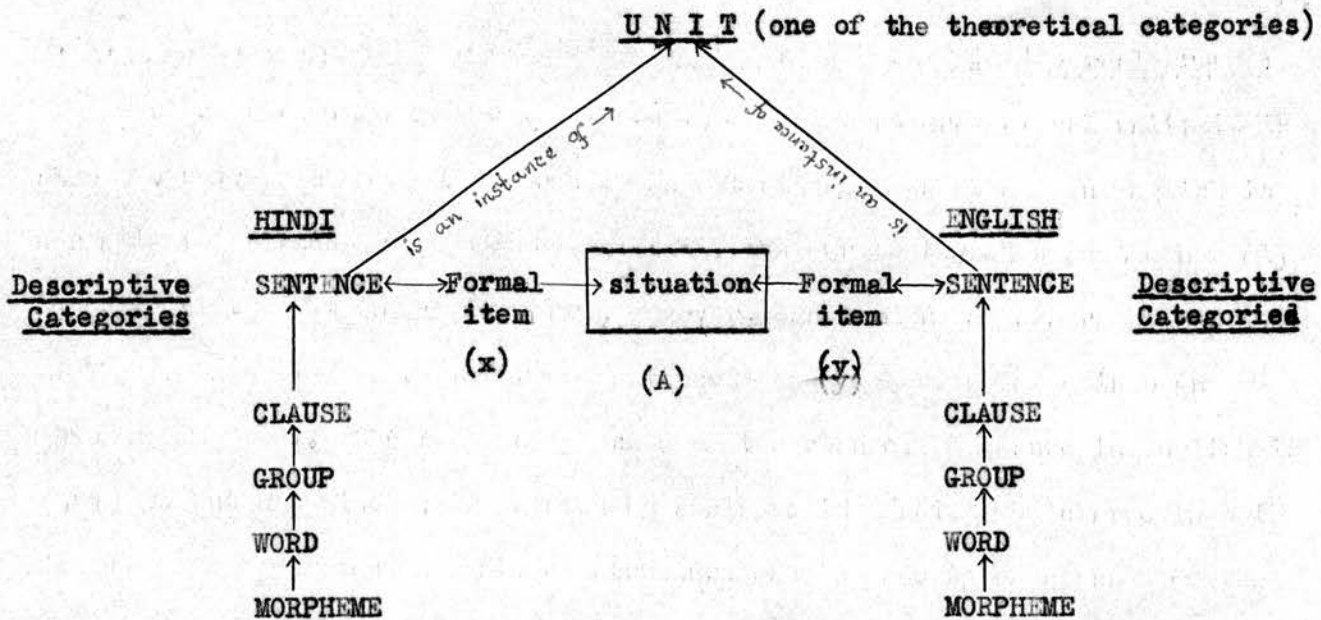 UNIT (one of the theoretical categories)
is an instance of →
← is an instance of
HINDI
ENGLISH
Descriptive Categories
SENTENCE
Formal item (x)
situation
(A)
Formal item (y)
SENTENCE
Descriptive Categoried
CLAUSE
CLAUSE
GROUP
GROUP
WORD
WORD
MORPHEME
MORPHEME